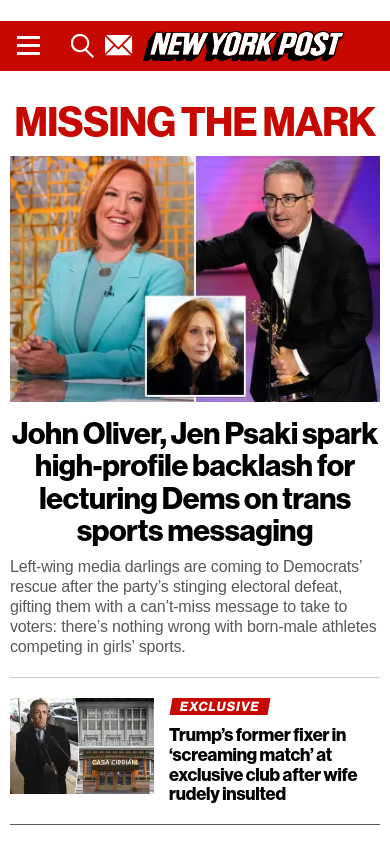 NEW YORK POST
MISSING THE MARK
John Oliver, Jen Psaki spark
high-profile backlash for
lecturing Dems on trans
sports messaging
Left-wing media darlings are coming to Democrats’
rescue after the party’s stinging electoral defeat,
gifting them with a can’t-miss message to take to
voters: there’s nothing wrong with born-male athletes
competing in girls’ sports.
EXCLUSIVE
Trump’s former fixer in
‘screaming match’ at
exclusive club after wife
rudely insulted
CASA CIPRIANI